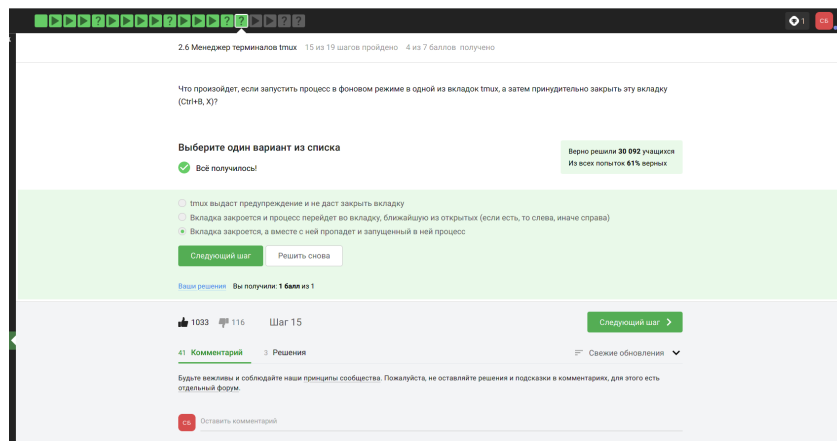 ? ? ? ? ? ?
1 СБ
2.6 Менеджер терминалов tmux 15 из 19 шагов пройдено 4 из 7 баллов получено
Что произойдет, если запустить процесс в фоновом режиме в одной из вкладок tmux, а затем принудительно закрыть эту вкладку
(Ctrl+B, X)?
Выберите один вариант из списка
Всё получилось!
Верно решили 30 092 учащихся
Из всех попыток 61% верных
tmux выдаст предупреждение и не даст закрыть вкладку
Вкладка закроется и процесс перейдет во вкладку, ближайшую из открытых (если есть, то слева, иначе справа)
Вкладка закроется, а вместе с ней пропадет и запущенный в ней процесс
Следующий шаг Решить снова
Ваши решения Вы получили: 1 балл из 1
1033 116 Шаг 15 Следующий шаг
41 Комментарий 3 Решения Свежие обновления
Будьте вежливы и соблюдайте наши принципы сообщества. Пожалуйста, не оставляйте решения и подсказки в комментариях, для этого есть
отдельный форум.
СБ Оставить комментарий